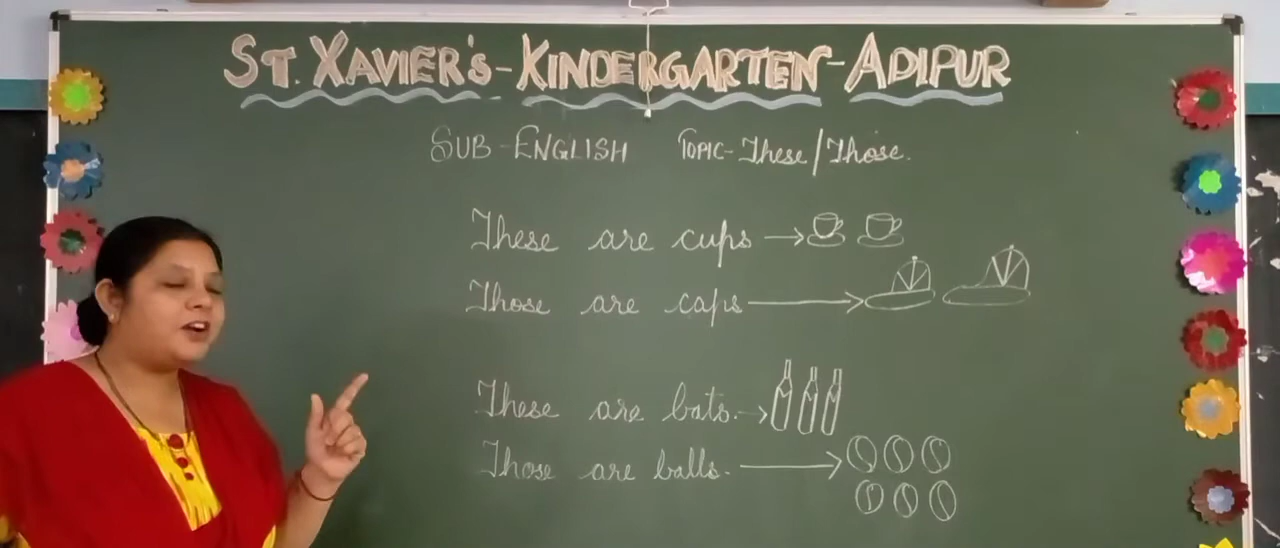 ST. XAVIER'S-KINDERGARTEN-ADIPUR
SUB-ENGLISH TOPIC-These/Those.
These are cups →
Those are caps →
These are bats. →
Those are balls. →